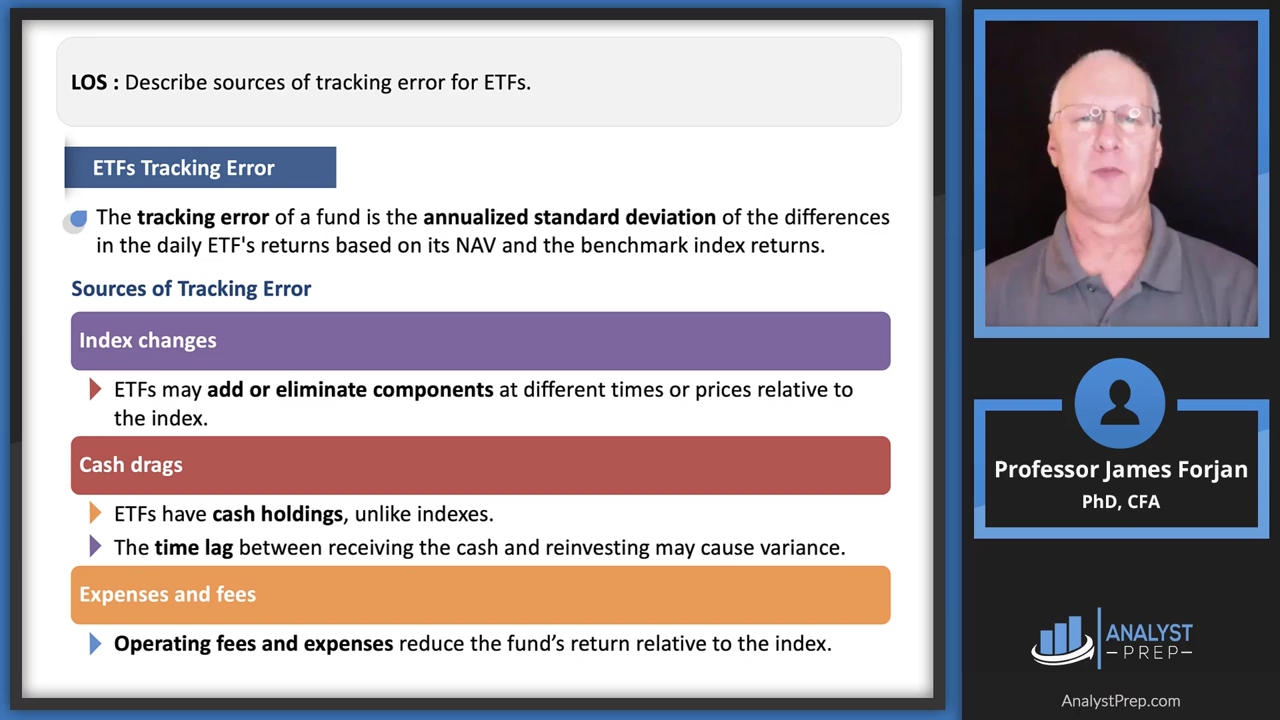 LOS : Describe sources of tracking error for ETFs.
ETFs Tracking Error
The tracking error of a fund is the annualized standard deviation of the differences
in the daily ETF's returns based on its NAV and the benchmark index returns.
Sources of Tracking Error
Index changes
ETFs may add or eliminate components at different times or prices relative to
the index.
Cash drags
ETFs have cash holdings, unlike indexes.
The time lag between receiving the cash and reinvesting may cause variance.
Expenses and fees
Operating fees and expenses reduce the fund’s return relative to the index.
Professor James Forjan
PhD, CFA
ANALYST
–PREP–
AnalystPrep.com